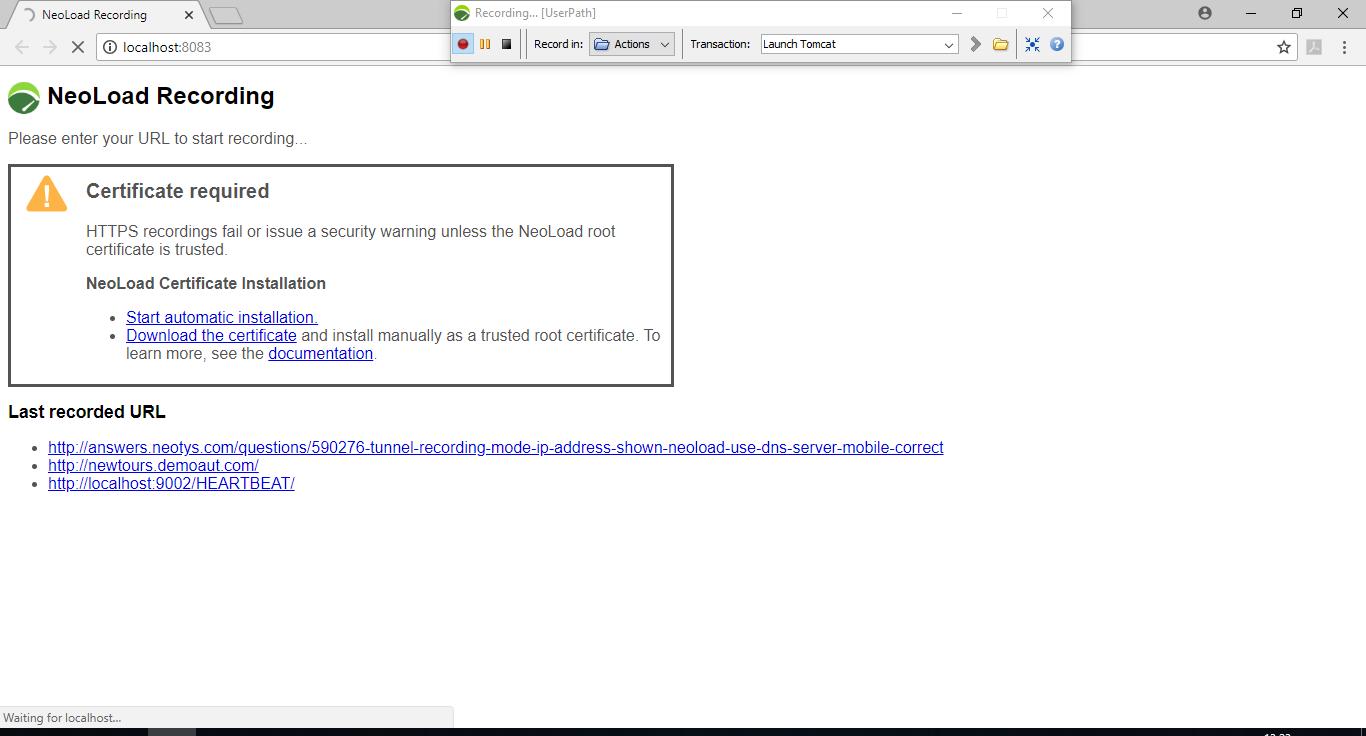 NeoLoad Recording
Recording... [UserPath]
localhost:8083
Record in:
Actions
Transaction:
Launch Tomcat
NeoLoad Recording
Please enter your URL to start recording...
Certificate required
HTTPS recordings fail or issue a security warning unless the NeoLoad root
certificate is trusted.
NeoLoad Certificate Installation
Start automatic installation.
Download the certificate and install manually as a trusted root certificate. To
learn more, see the documentation.
Last recorded URL
http://answers.neotys.com/questions/590276-tunnel-recording-mode-ip-address-shown-neoload-use-dns-server-mobile-correct
http://newtours.demoaut.com/
http://localhost:9002/HEARTBEAT/
Waiting for localhost...